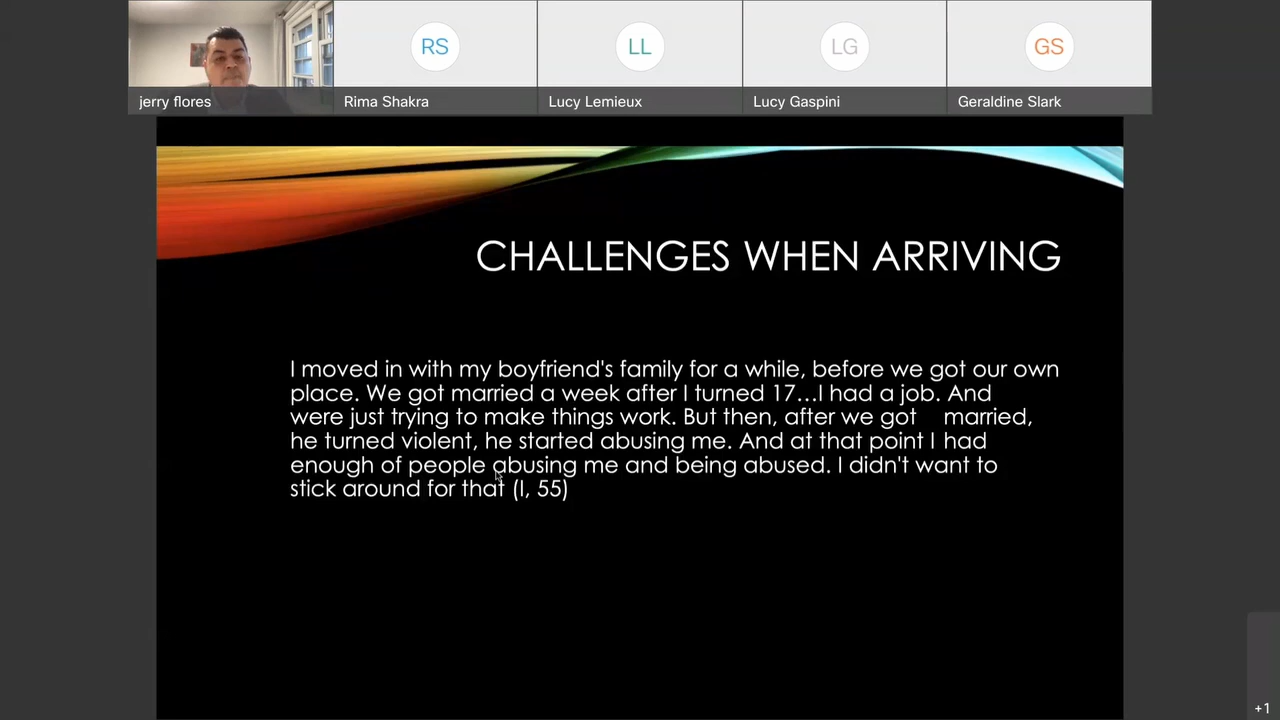 RS
LL
LG
GS
jerry flores
Rima Shakra
Lucy Lemieux
Lucy Gaspini
Geraldine Slark
CHALLENGES WHEN ARRIVING
I moved in with my boyfriend's family for a while, before we got our own
place. We got married a week after I turned 17...I had a job. And
were just trying to make things work. But then, after we got married,
he turned violent, he started abusing me. And at that point I had
enough of people abusing me and being abused. I didn't want to
stick around for that (I, 55)
+1